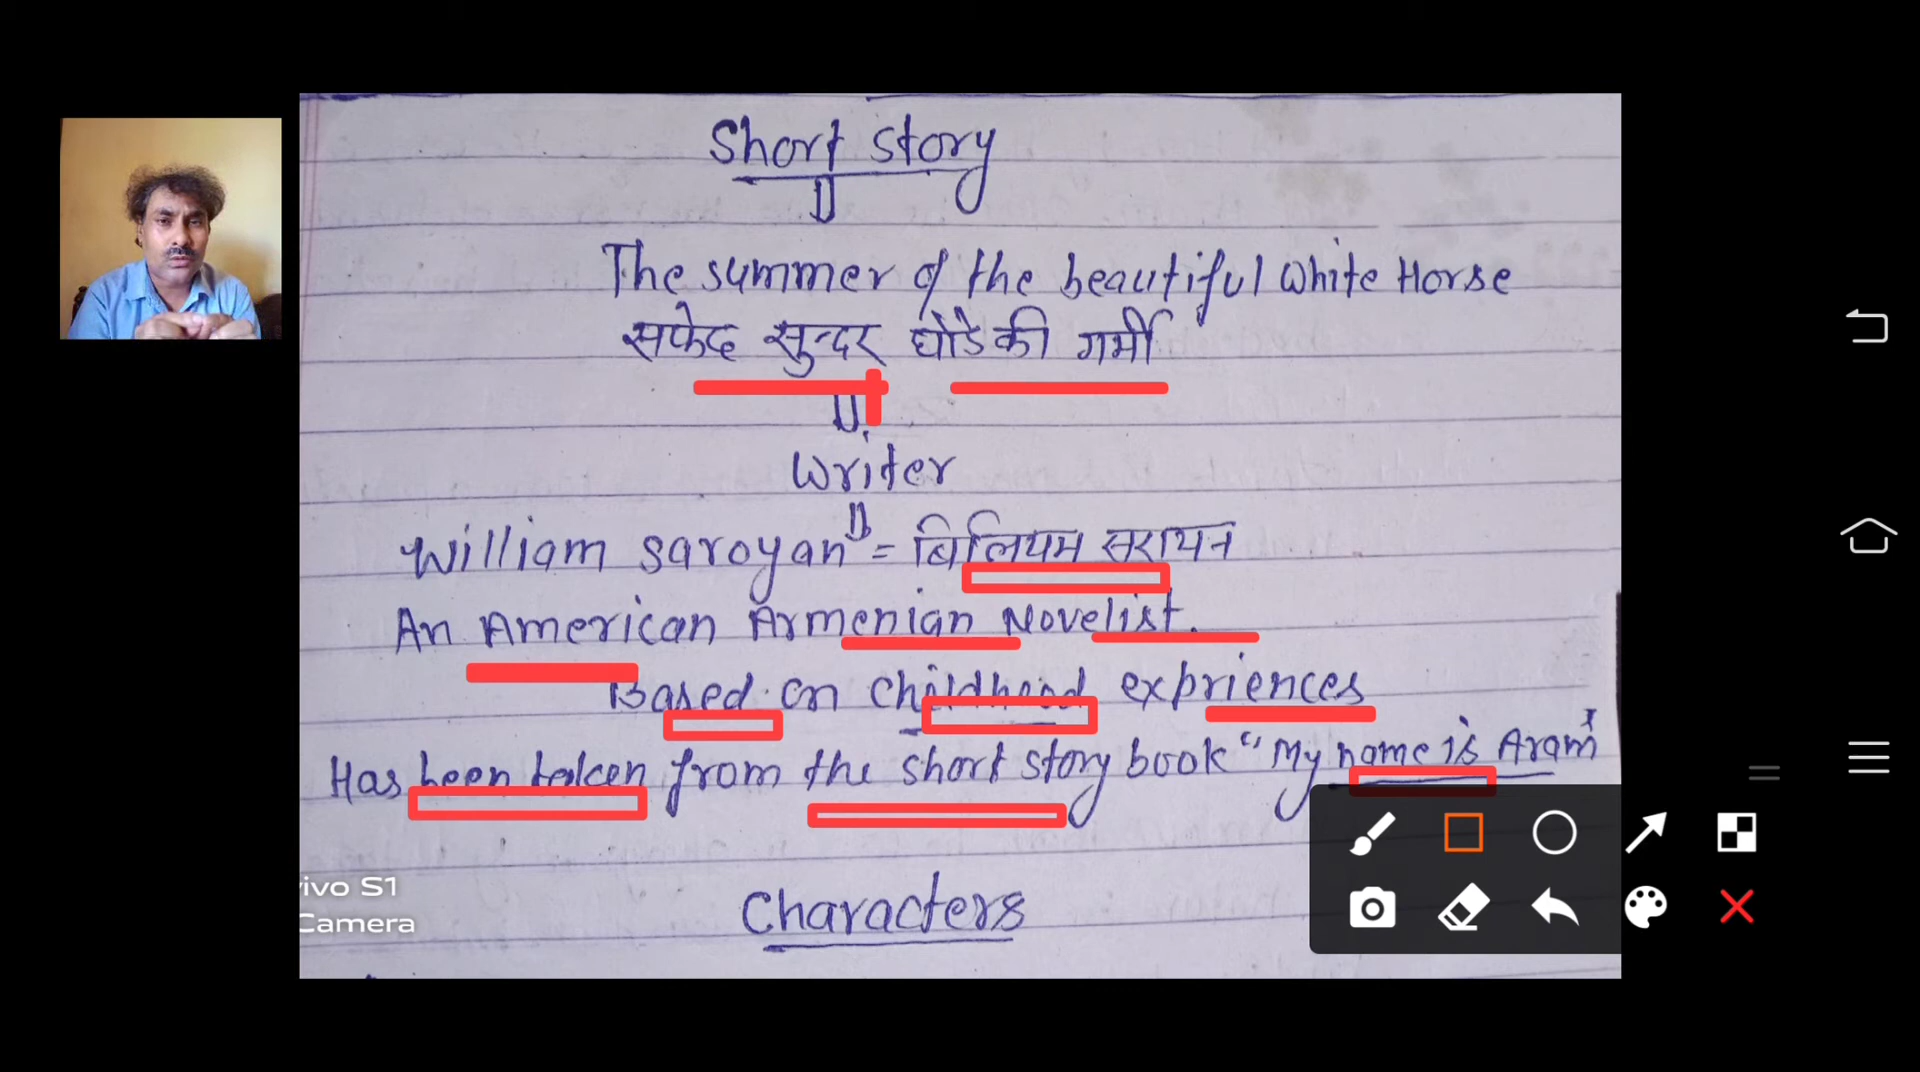 Short Story
The summer of the beautiful White Horse
सफेद सुन्दर घोडे की गर्मी
Writer
William Saroyan = बिलियम सरायन
An American Armenian Novelist.
Based on childhood expriences
Has been taken from the short story book "My name is Aram"
vivo S1
Camera
Characters